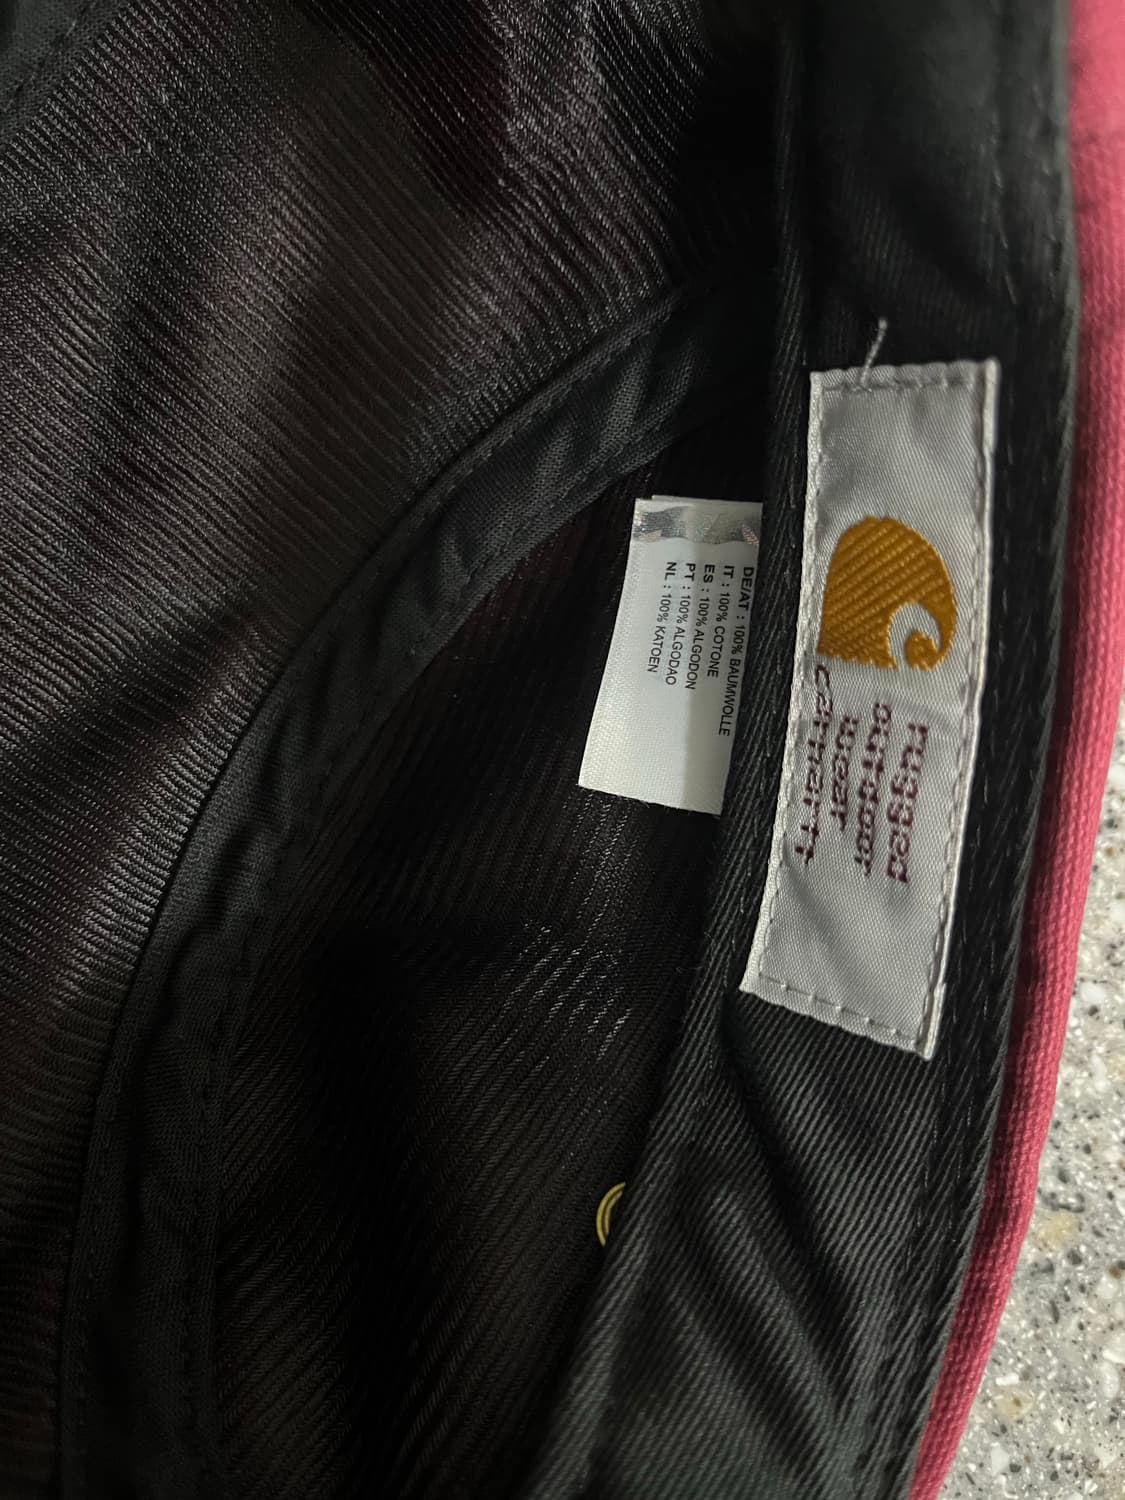 DE/AT : 100% BAUMWOLLE
IT : 100% COTONE
ES : 100% ALGODON
PT : 100% ALGODAO
NL : 100% KATOEN
rugged
outdoor
wear
carhartt